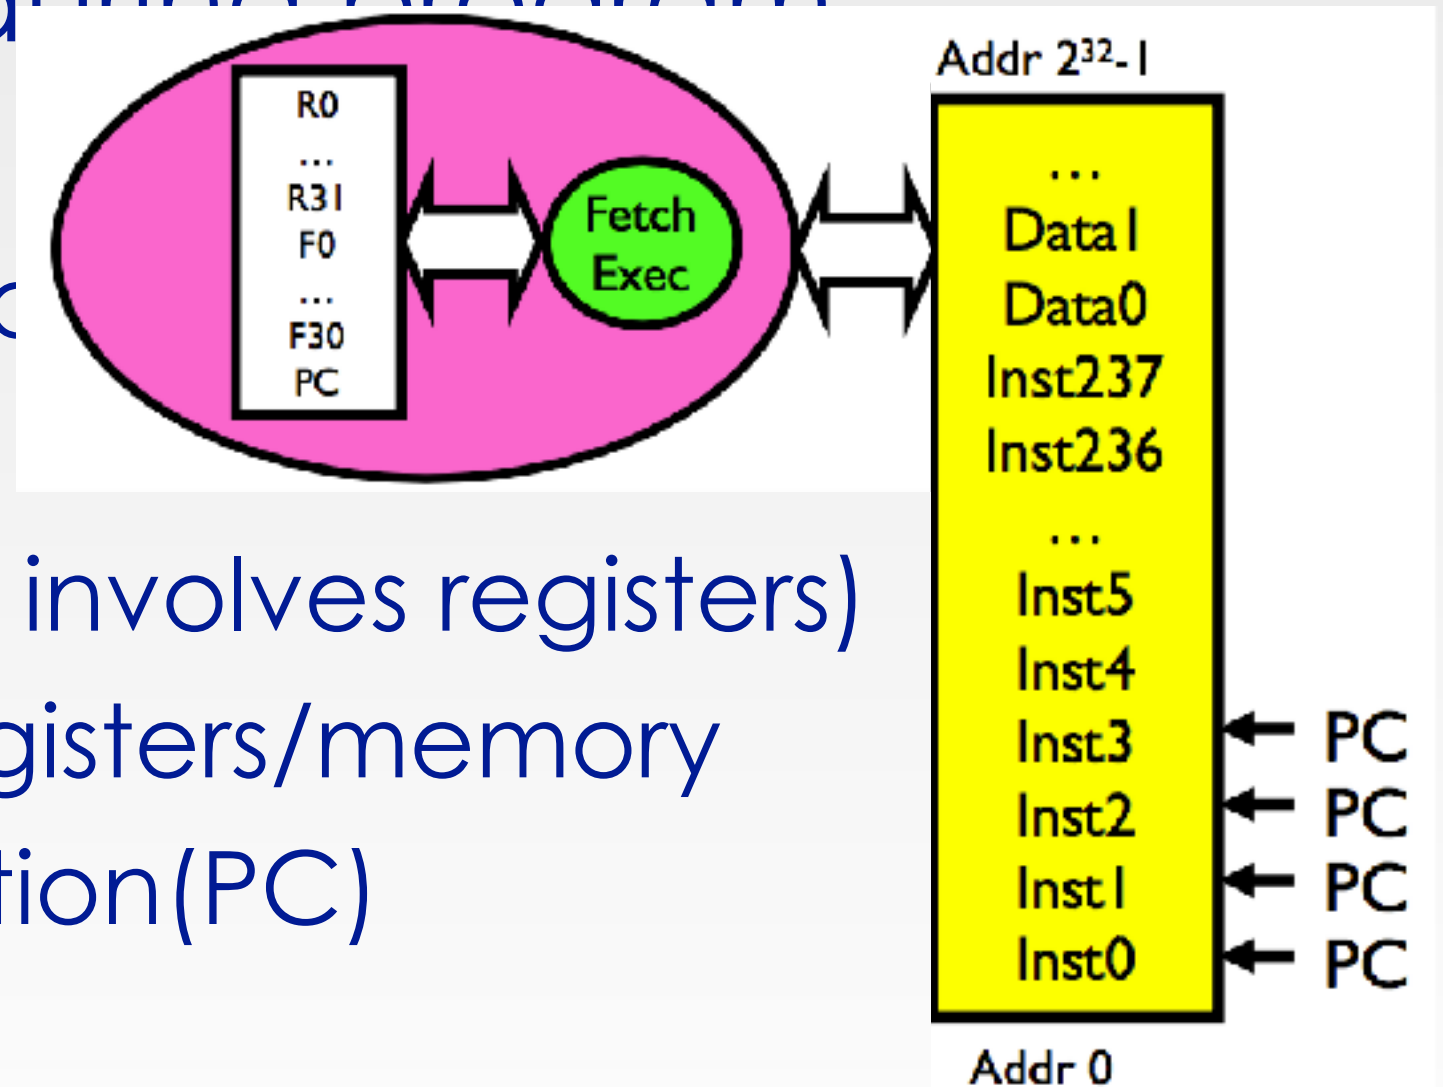 R0
...
R31
F0
...
F30
PC
Fetch
Exec
Addr 2³²-1
...
Data1
Data0
Inst237
Inst236
...
Inst5
Inst4
Inst3
Inst2
Inst1
Inst0
Addr 0
PC
PC
PC
PC
involves registers)
gisters/memory
tion(PC)